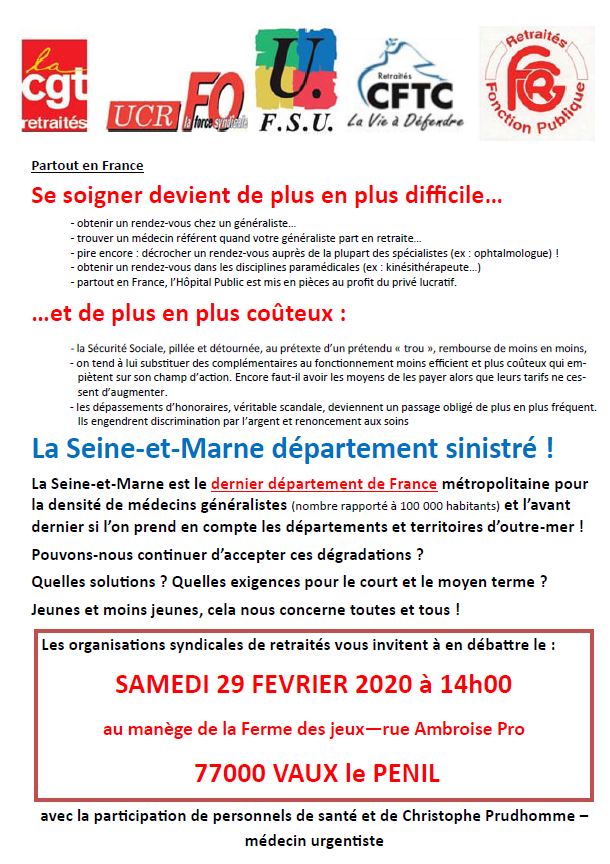 la
cgt
retraités
UCR FO
la force syndicale
U.
F.S.U.
Retraités
CFTC
La Vie à Défendre
Retraités
FGR
Fonction Publique
Partout en France
Se soigner devient de plus en plus difficile...
- obtenir un rendez-vous chez un généraliste...
- trouver un médecin référent quand votre généraliste part en retraite...
- pire encore : décrocher un rendez-vous auprès de la plupart des spécialistes (ex : ophtalmologue) !
- obtenir un rendez-vous dans les disciplines paramédicales (ex : kinésithérapeute...)
- partout en France, l’Hôpital Public est mis en pièces au profit du privé lucratif.
...et de plus en plus coûteux :
- la Sécurité Sociale, pillée et détournée, au prétexte d’un prétendu « trou », rembourse de moins en moins,
- on tend à lui substituer des complémentaires au fonctionnement moins efficient et plus coûteux qui em-
piètent sur son champ d’action. Encore faut-il avoir les moyens de les payer alors que leurs tarifs ne ces-
sent d’augmenter.
- les dépassements d’honoraires, véritable scandale, deviennent un passage obligé de plus en plus fréquent.
Ils engendrent discrimination par l’argent et renoncement aux soins
La Seine-et-Marne département sinistré !
La Seine-et-Marne est le dernier département de France métropolitaine pour
la densité de médecins généralistes (nombre rapporté à 100 000 habitants) et l’avant
dernier si l’on prend en compte les départements et territoires d’outre-mer !
Pouvons-nous continuer d’accepter ces dégradations ?
Quelles solutions ? Quelles exigences pour le court et le moyen terme ?
Jeunes et moins jeunes, cela nous concerne toutes et tous !
Les organisations syndicales de retraités vous invitent à en débattre le :
SAMEDI 29 FEVRIER 2020 à 14h00
au manège de la Ferme des jeux—rue Ambroise Pro
77000 VAUX le PENIL
avec la participation de personnels de santé et de Christophe Prudhomme –
médecin urgentiste